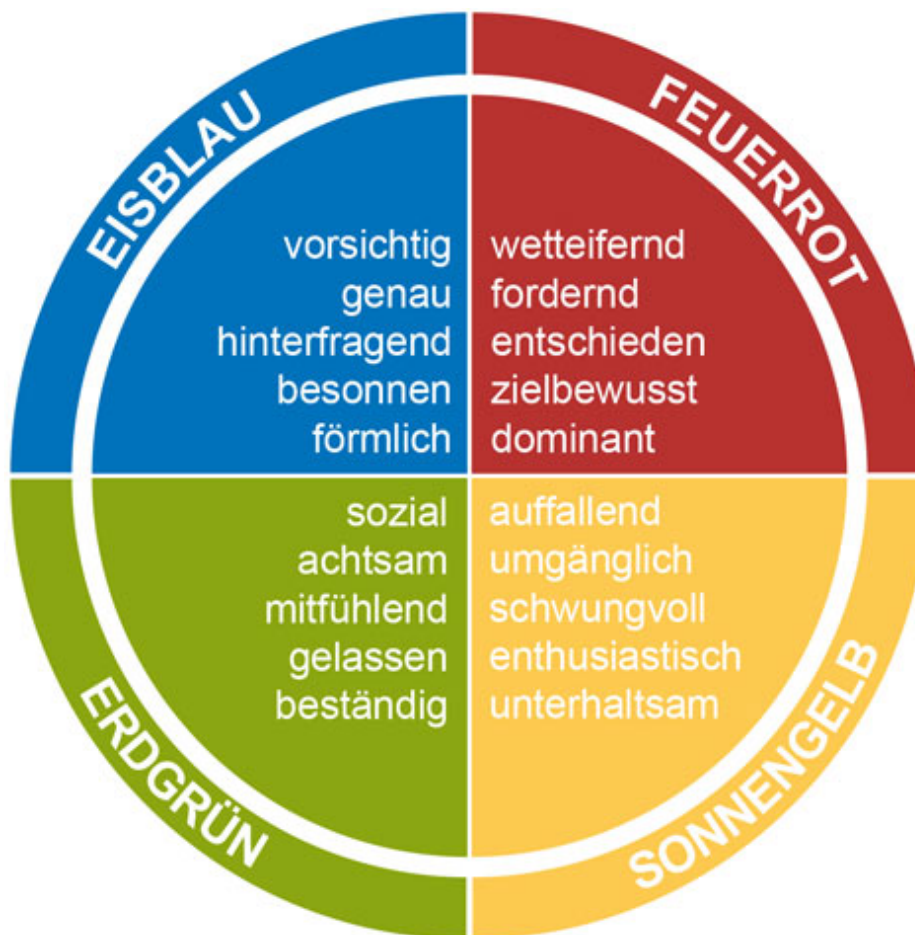 EISBLAU
vorsichtig
genau
hinterfragend
besonnen
förmlich
FEUERROT
wetteifernd
fordernd
entschieden
zielbewusst
dominant
ERDGRÜN
sozial
achtsam
mitfühlend
gelassen
beständig
SONNENGELB
auffallend
umgänglich
schwungvoll
enthusiastisch
unterhaltsam